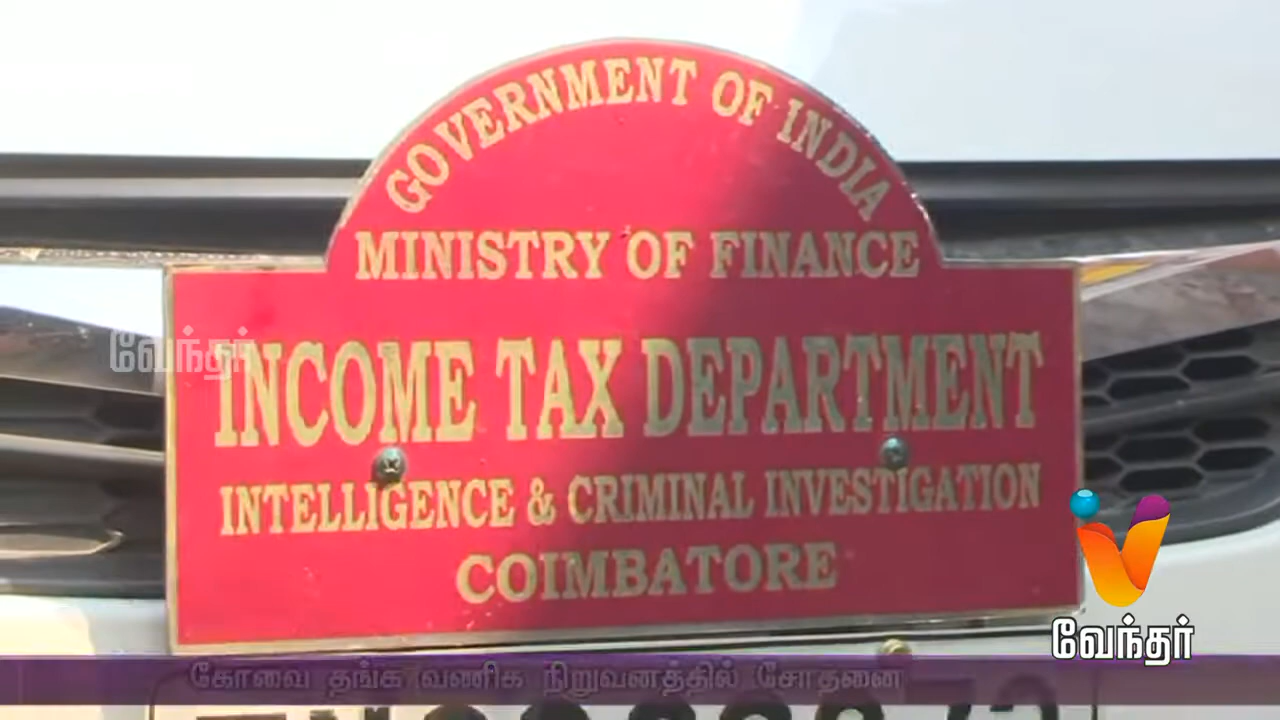 GOVERNMENT OF INDIA
MINISTRY OF FINANCE
வேந்தர்
INCOME TAX DEPARTMENT
INTELLIGENCE & CRIMINAL INVESTIGATION
COIMBATORE
வேந்தர்
கோவை தங்க வணிக நிறுவனத்தில் சோதனை